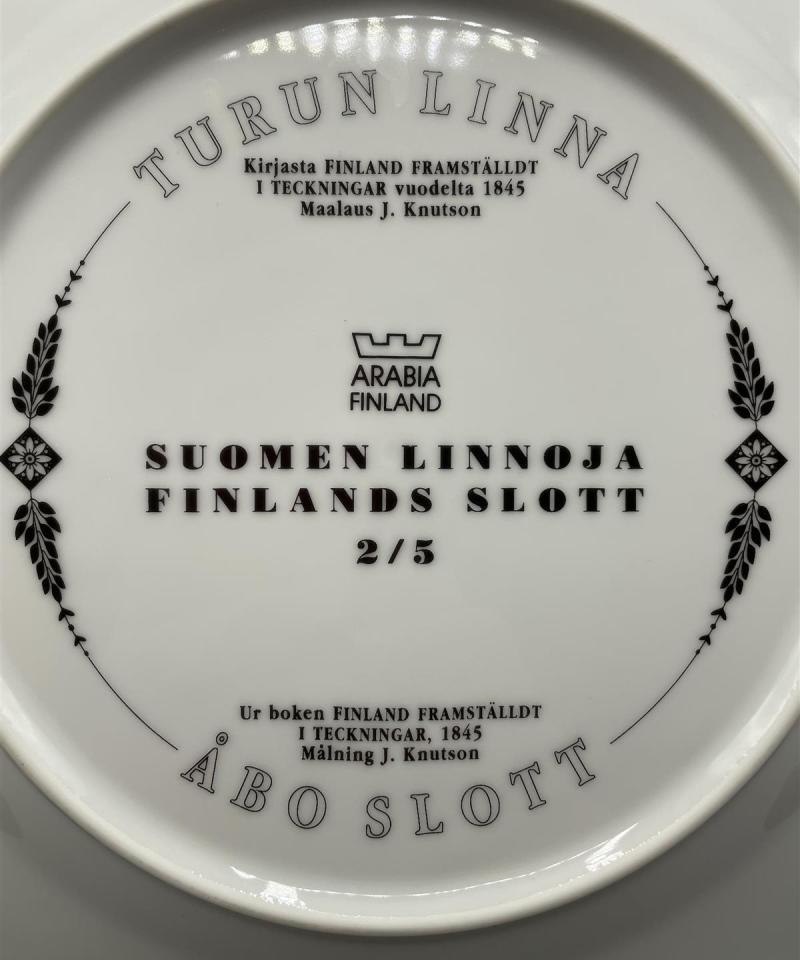 TURUN LINNA
Kirjasta FINLAND FRAMSTÄLLDT
I TECKNINGAR vuodelta 1845
Maalaus J. Knutson
ARABIA
FINLAND
SUOMEN LINNOJA
FINLANDS SLOTT
2/5
Ur boken FINLAND FRAMSTÄLLDT
I TECKNINGAR, 1845
Målning J. Knutson
ÅBO SLOTT